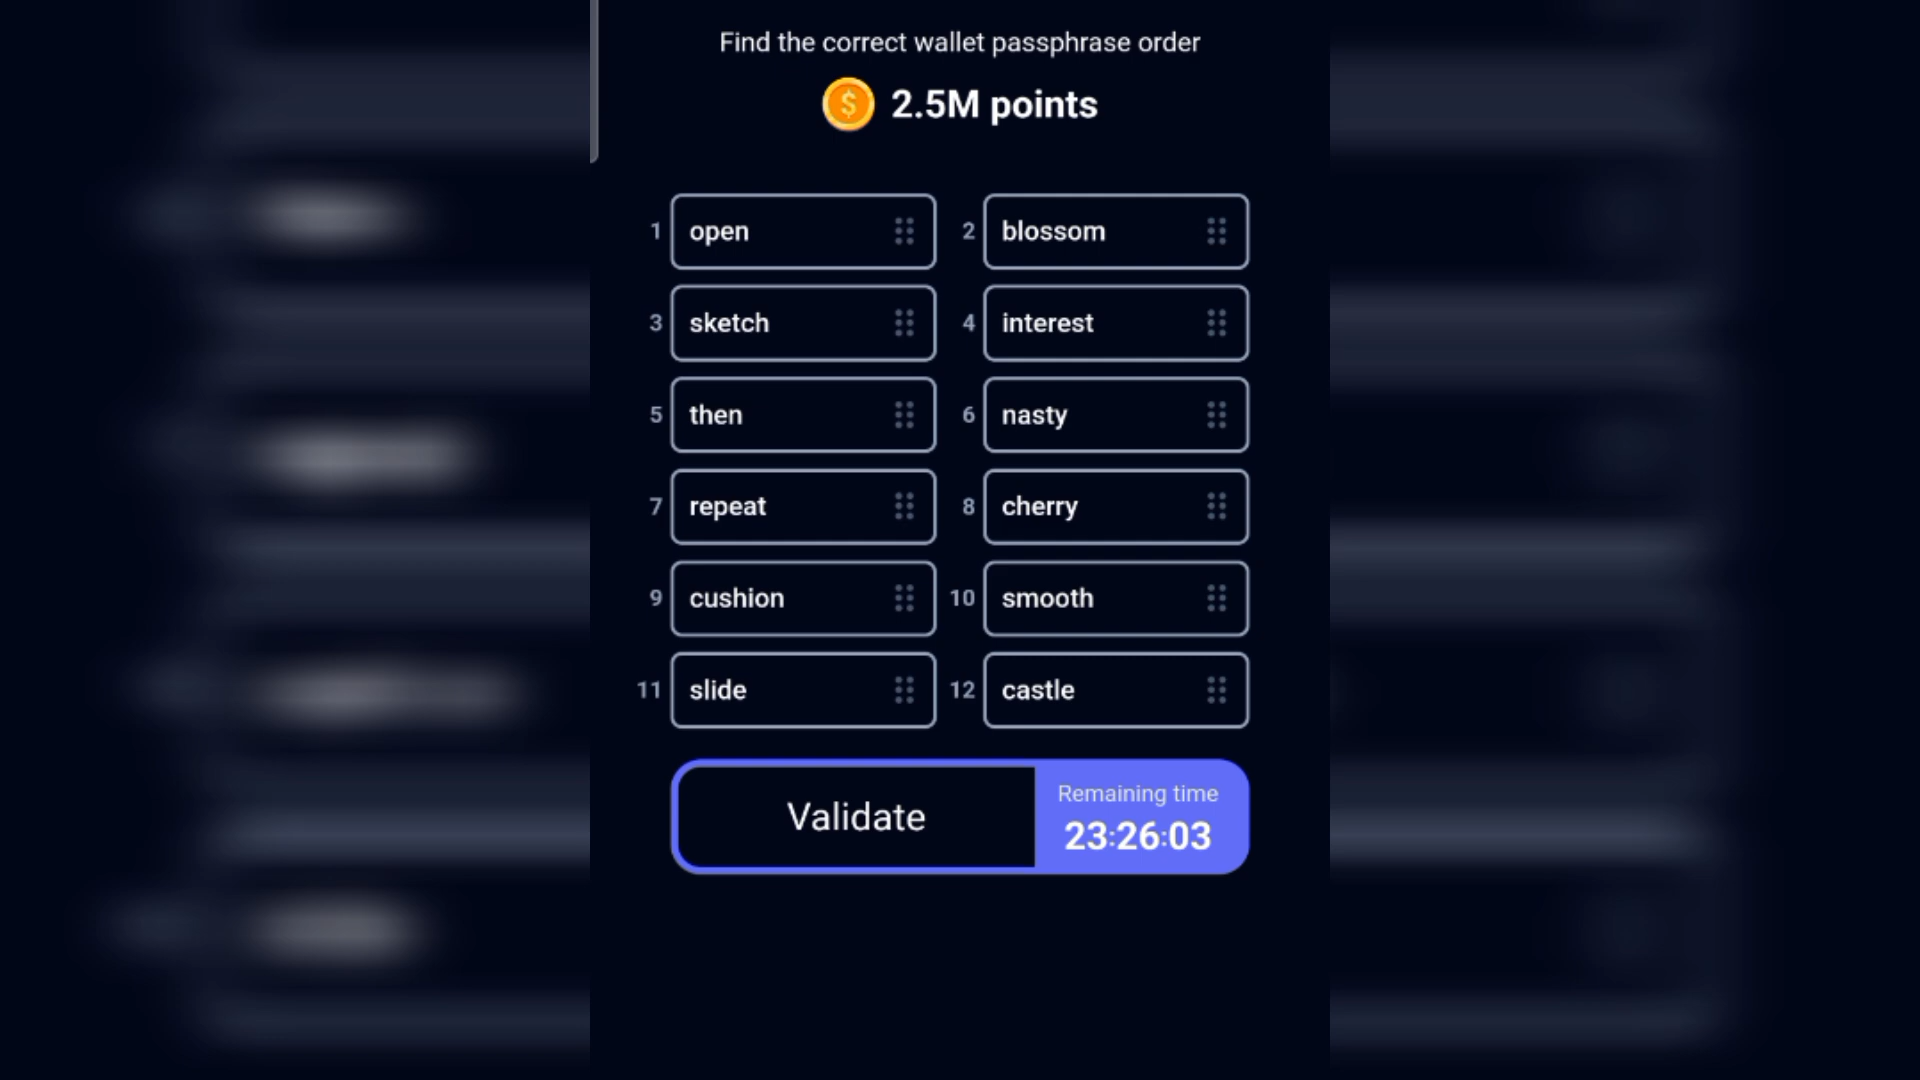 Find the correct wallet passphrase order
$ 2.5M points
1 open 2 blossom
3 sketch 4 interest
5 then 6 nasty
7 repeat 8 cherry
9 cushion 10 smooth
11 slide 12 castle
Validate
Remaining time
23:26:03